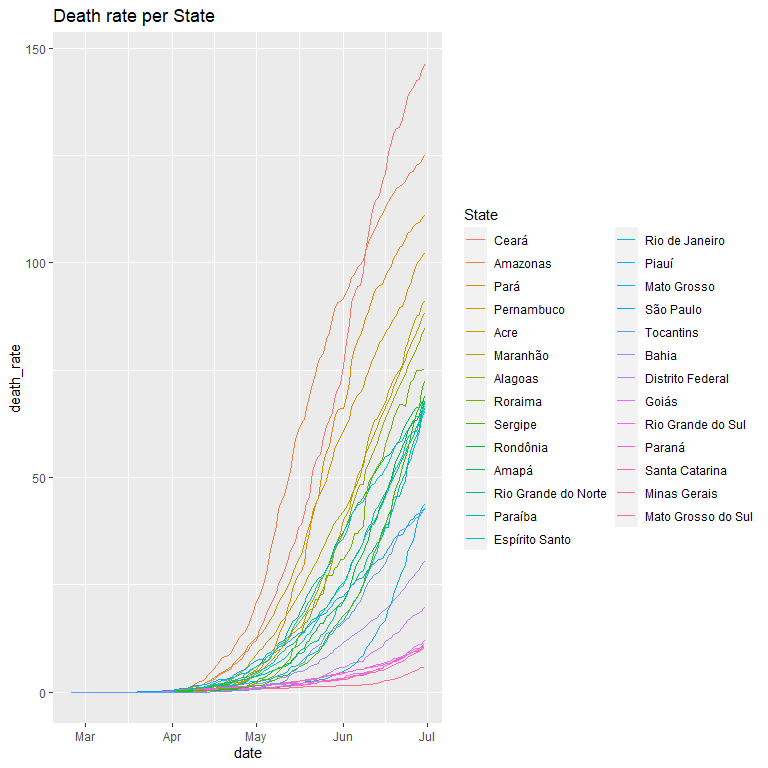 Death rate per State
150
100
50
0
death_rate
Mar Apr May Jun Jul
date
State
Ceará
Amazonas
Pará
Pernambuco
Acre
Maranhão
Alagoas
Roraima
Sergipe
Rondônia
Amapá
Rio Grande do Norte
Paraíba
Espírito Santo
Rio de Janeiro
Piauí
Mato Grosso
São Paulo
Tocantins
Bahia
Distrito Federal
Goiás
Rio Grande do Sul
Paraná
Santa Catarina
Minas Gerais
Mato Grosso do Sul